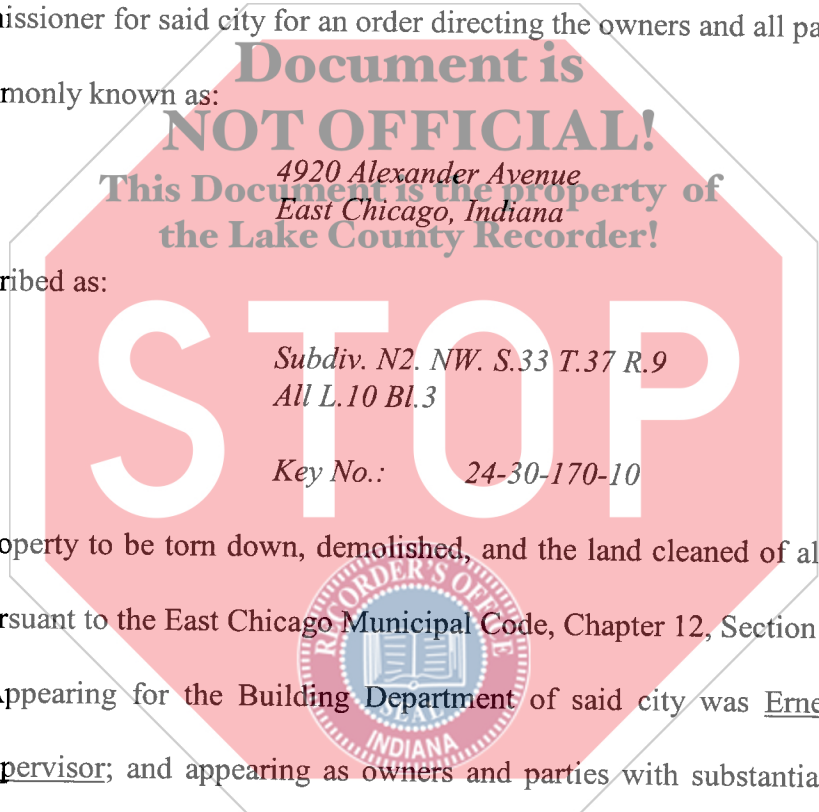 issioner for said city for an order directing the owners and all pa
Document is
monly known as:
NOT OFFICIAL!
4920 Alexander Avenue
This Document is the property of
East Chicago, Indiana
the Lake County Recorder!
ribed as:
STOP
Subdiv. N2. NW. S.33 T.37 R.9
All L.10 Bl.3
Key No.: 24-30-170-10
operty to be torn down, demolished, and the land cleaned of al
RECORDER'S OFFICE
rsuant to the East Chicago Municipal Code, Chapter 12, Section
ppearing for the Building Department of said city was Erne
SEAL
INDIANA
pervisor; and appearing as owners and parties with substantia